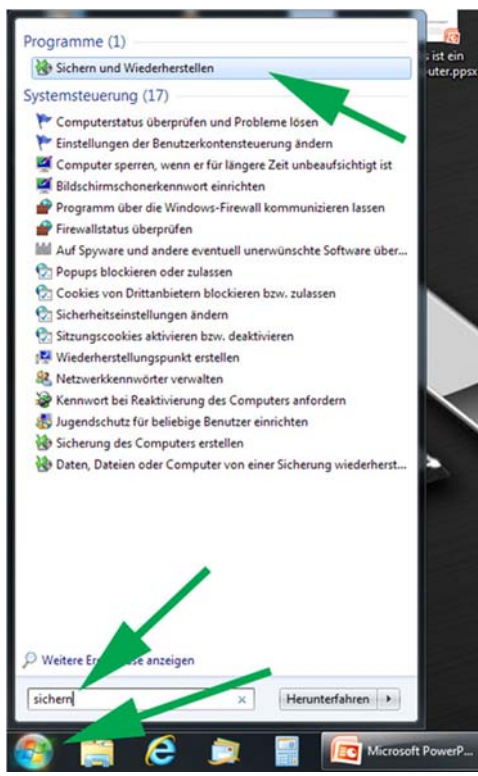 Programme (1)
Sichern und Wiederherstellen
s ist ein
uter.ppsx
Systemsteuerung (17)
Computerstatus überprüfen und Probleme lösen
Einstellungen der Benutzerkontensteuerung ändern
Computer sperren, wenn er für längere Zeit unbeaufsichtigt ist
Bildschirmschonerkennwort einrichten
Programm über die Windows-Firewall kommunizieren lassen
Firewallstatus überprüfen
Auf Spyware und andere eventuell unerwünschte Software über...
Popups blockieren oder zulassen
Cookies von Drittanbietern blockieren bzw. zulassen
Sicherheitseinstellungen ändern
Sitzungscookies aktivieren bzw. deaktivieren
Wiederherstellungspunkt erstellen
Netzwerkkennwörter verwalten
Kennwort bei Reaktivierung des Computers anfordern
Jugendschutz für beliebige Benutzer einrichten
Sicherung des Computers erstellen
Daten, Dateien oder Computer von einer Sicherung wiederherst...
Weitere anzeigen
sichern
Herunterfahren
Microsoft PowerP...